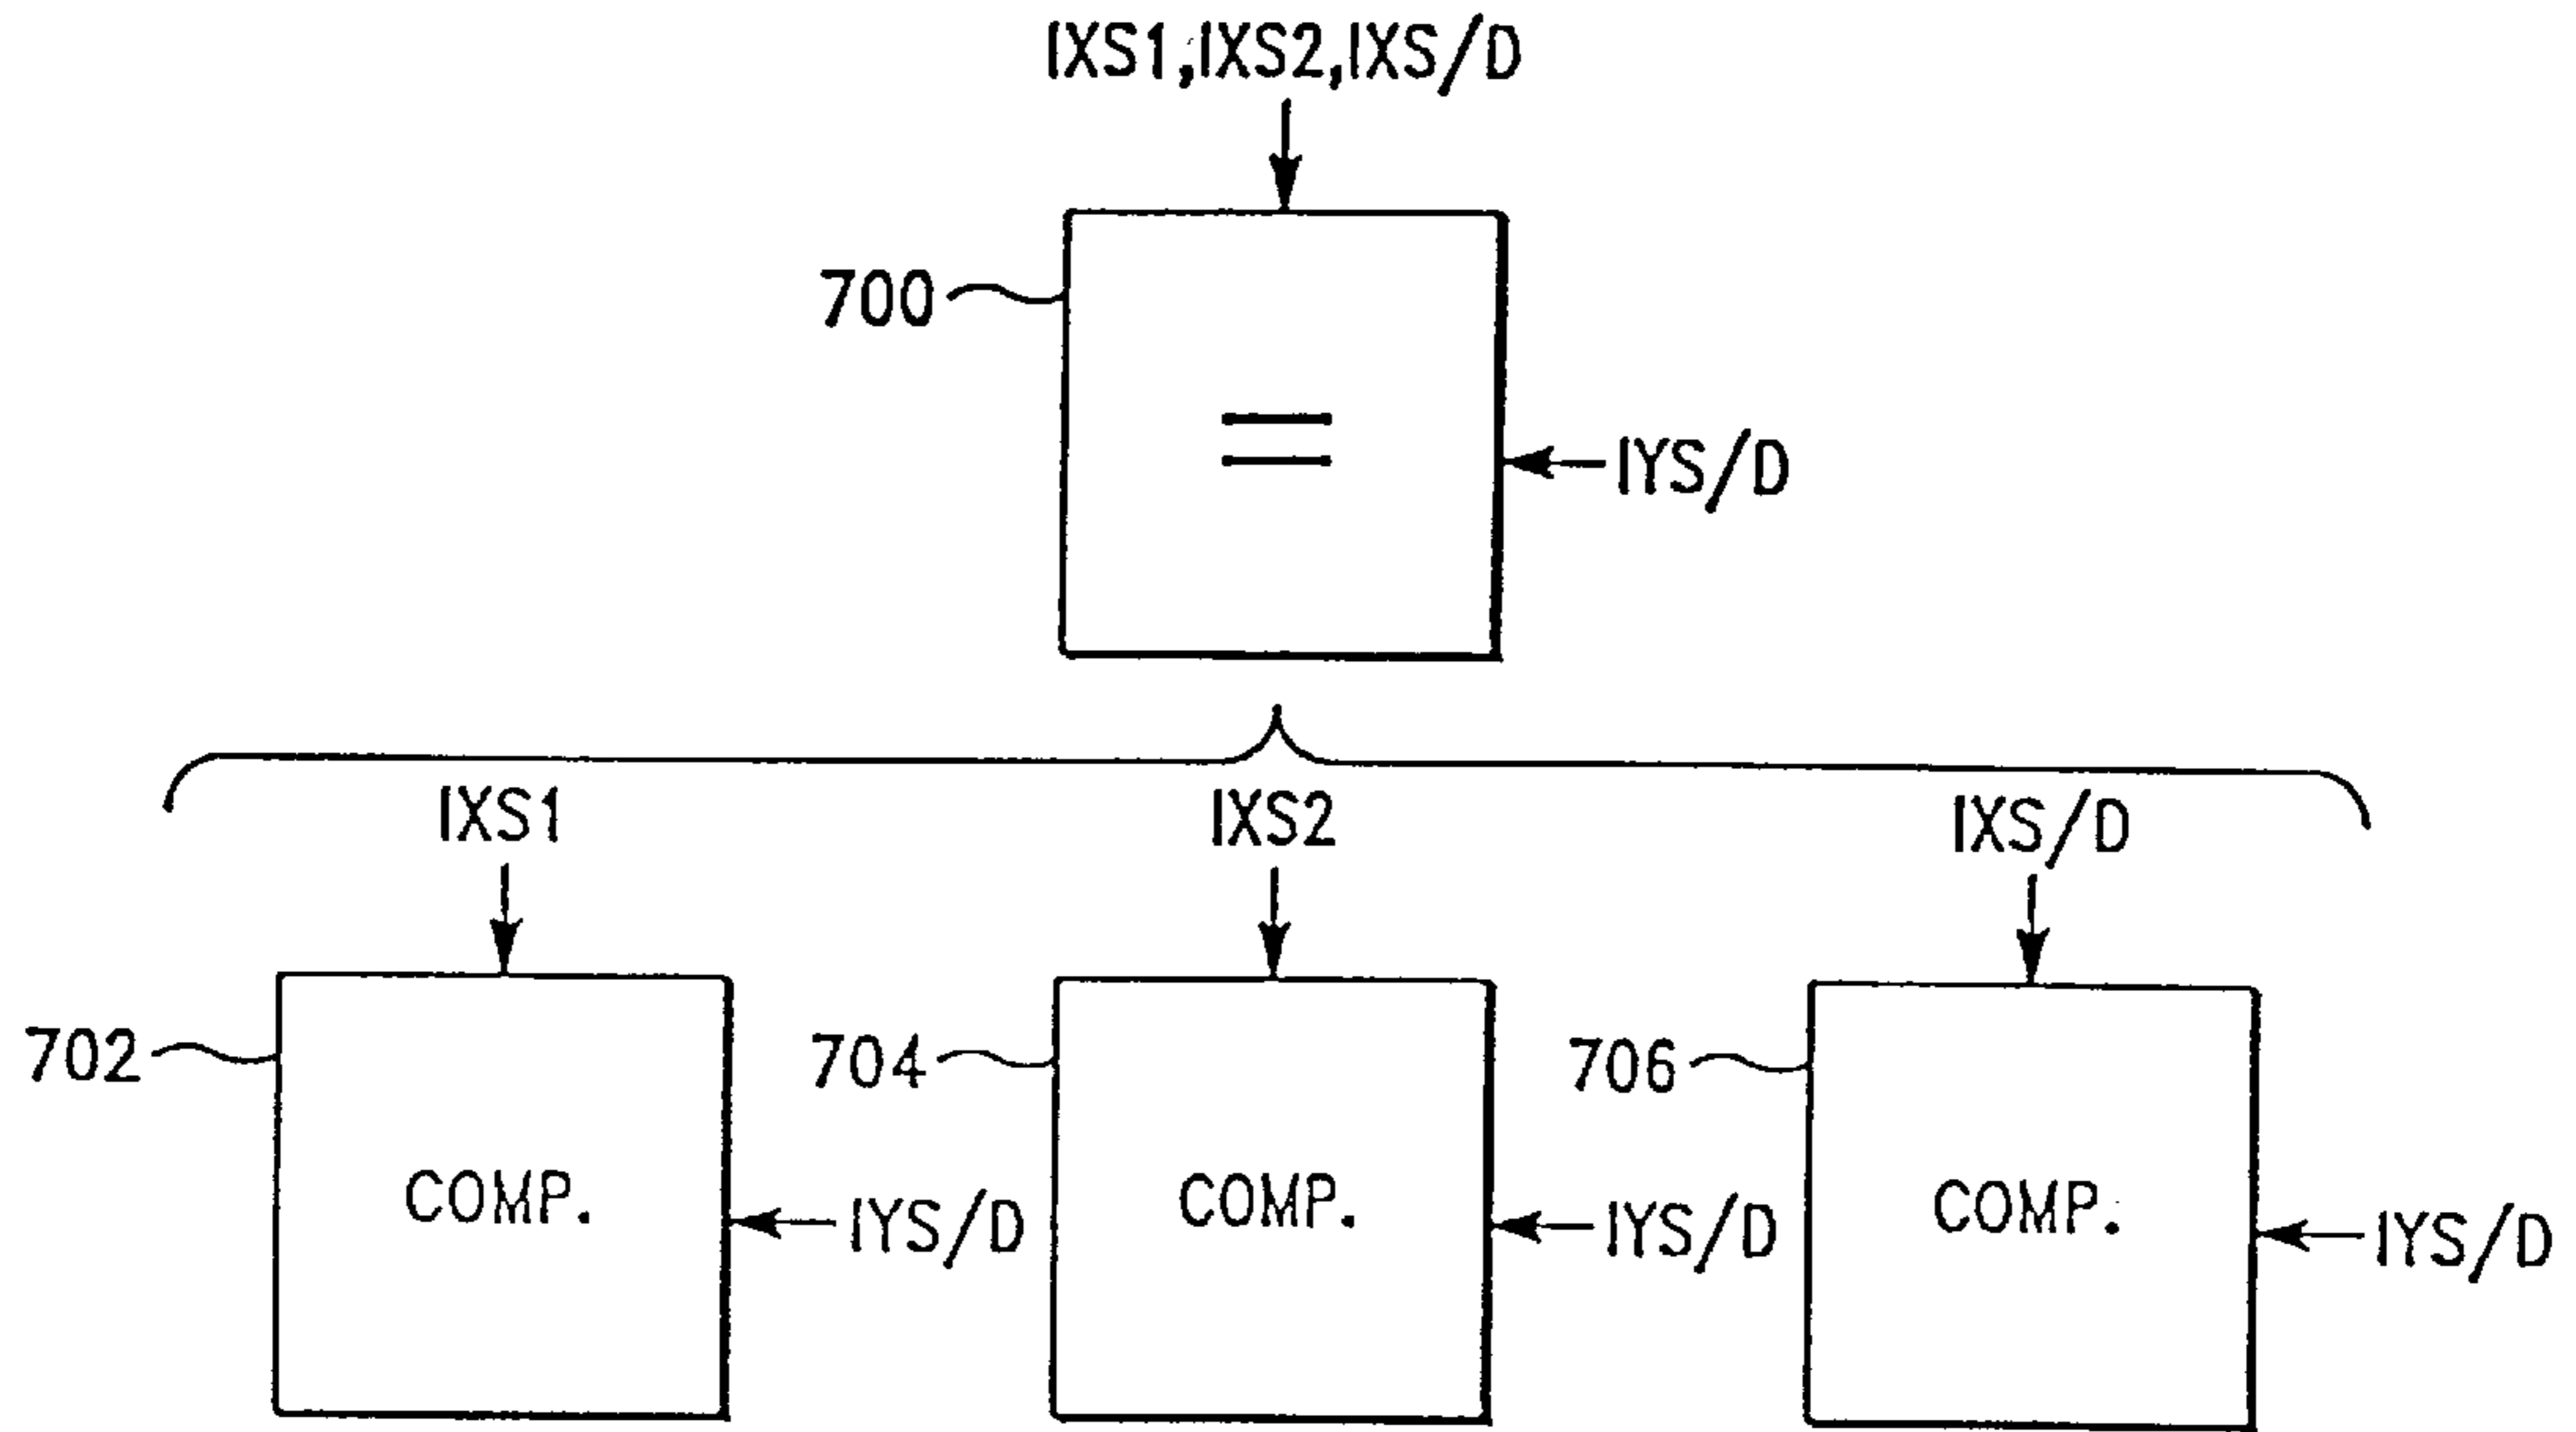 IXS1,IXS2,IXS/D
700
=
IYS/D
IXS1
IXS2
IXS/D
702
704
706
COMP.
COMP.
COMP.
IYS/D
IYS/D
IYS/D